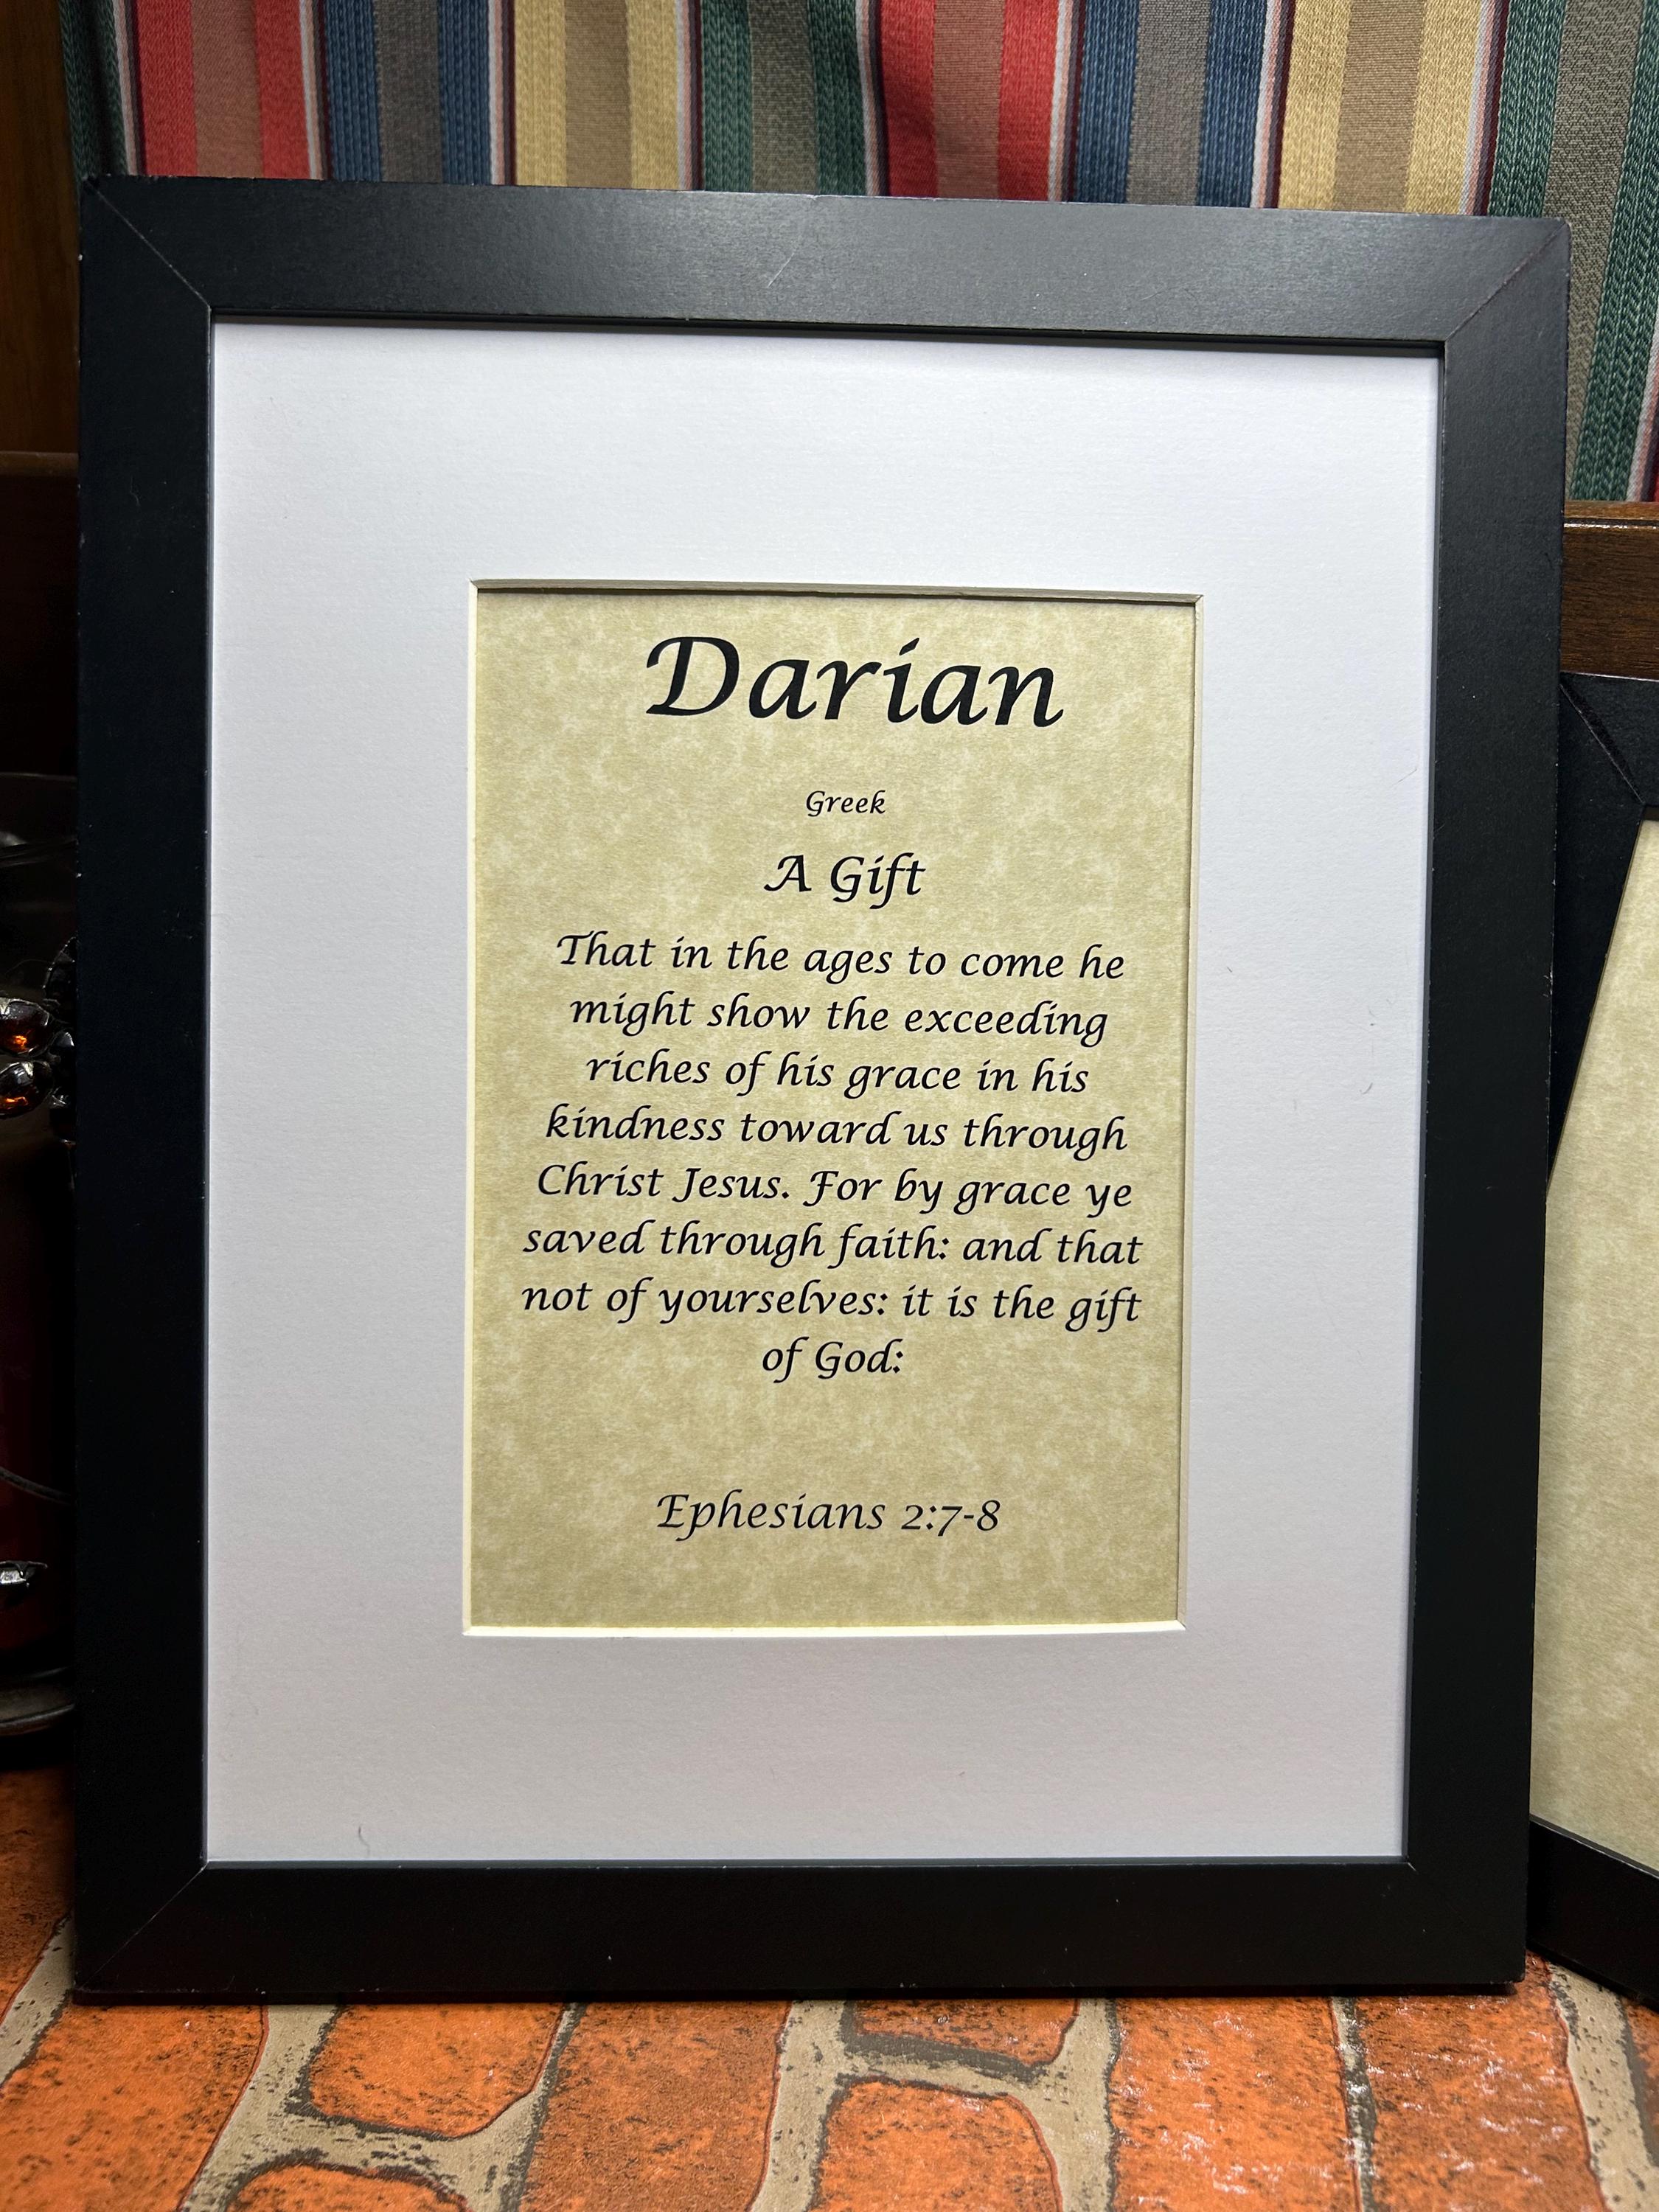 Darian
Greek
A Gift
That in the ages to come he
might show the exceeding
riches of his grace in his
kindness toward us through
Christ Jesus. For by grace ye
saved through faith: and that
not of yourselves: it is the gift
of God:
Ephesians 2:7-8